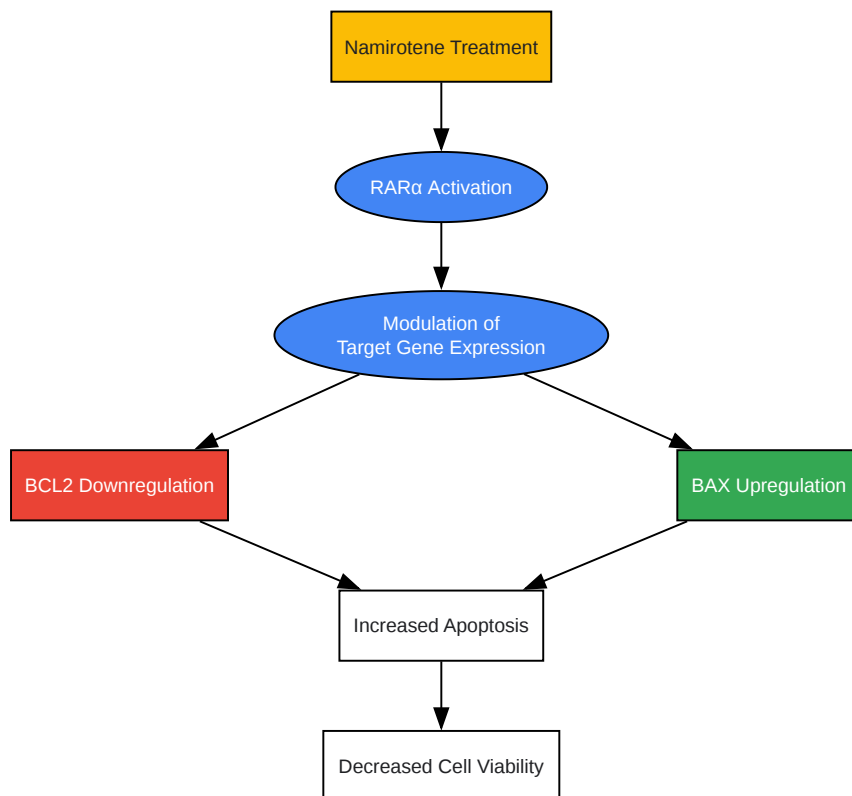 Namirotene Treatment
RARα Activation
Modulation of
Target Gene Expression
BCL2 Downregulation
BAX Upregulation
Increased Apoptosis
Decreased Cell Viability